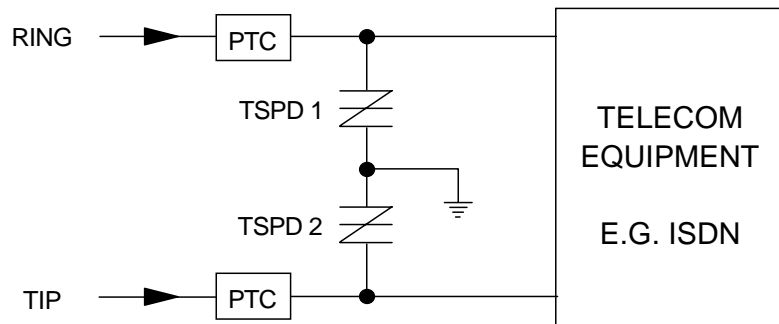 RING
PTC
TSPD 1
TELECOM
EQUIPMENT
TSPD 2
E.G. ISDN
TIP
PTC